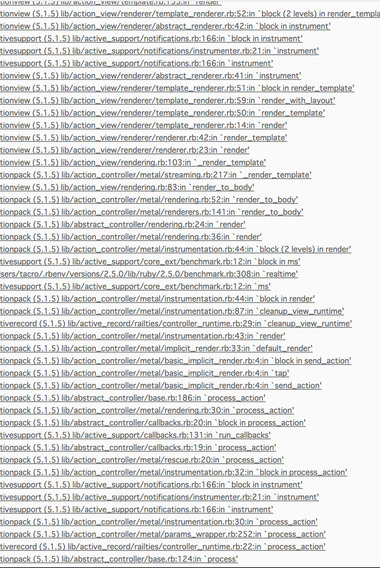 tionview (5.1.5) lib/action_view/template.rb:155:in `render'
tionview (5.1.5) lib/action_view/renderer/template_renderer.rb:52:in `block (2 levels) in render_templa
tionview (5.1.5) lib/action_view/renderer/abstract_renderer.rb:42:in `block in instrument'
tivesupport (5.1.5) lib/active_support/notifications.rb:166:in `block in instrument'
tivesupport (5.1.5) lib/active_support/notifications/instrumenter.rb:21:in `instrument'
tivesupport (5.1.5) lib/active_support/notifications.rb:166:in `instrument'
tionview (5.1.5) lib/action_view/renderer/abstract_renderer.rb:41:in `instrument'
tionview (5.1.5) lib/action_view/renderer/template_renderer.rb:51:in `block in render_template'
tionview (5.1.5) lib/action_view/renderer/template_renderer.rb:59:in `render_with_layout'
tionview (5.1.5) lib/action_view/renderer/template_renderer.rb:50:in `render_template'
tionview (5.1.5) lib/action_view/renderer/template_renderer.rb:14:in `render'
tionview (5.1.5) lib/action_view/renderer/renderer.rb:42:in `render_template'
tionview (5.1.5) lib/action_view/renderer/renderer.rb:23:in `render'
tionview (5.1.5) lib/action_view/rendering.rb:103:in `_render_template'
tionpack (5.1.5) lib/action_controller/metal/streaming.rb:217:in `_render_template'
tionview (5.1.5) lib/action_view/rendering.rb:83:in `render_to_body'
tionpack (5.1.5) lib/action_controller/metal/rendering.rb:52:in `render_to_body'
tionpack (5.1.5) lib/action_controller/metal/renderers.rb:141:in `render_to_body'
tionpack (5.1.5) lib/abstract_controller/rendering.rb:24:in `render'
tionpack (5.1.5) lib/action_controller/metal/rendering.rb:36:in `render'
tionpack (5.1.5) lib/action_controller/metal/instrumentation.rb:44:in `block (2 levels) in render'
tivesupport (5.1.5) lib/active_support/core_ext/benchmark.rb:12:in `block in ms'
sers/tacro/.rbenv/versions/2.5.0/lib/ruby/2.5.0/benchmark.rb:308:in `realtime'
tivesupport (5.1.5) lib/active_support/core_ext/benchmark.rb:12:in `ms'
tionpack (5.1.5) lib/action_controller/metal/instrumentation.rb:44:in `block in render'
tionpack (5.1.5) lib/action_controller/metal/instrumentation.rb:87:in `cleanup_view_runtime'
tiverecord (5.1.5) lib/active_record/railties/controller_runtime.rb:29:in `cleanup_view_runtime'
tionpack (5.1.5) lib/action_controller/metal/instrumentation.rb:43:in `render'
tionpack (5.1.5) lib/action_controller/metal/implicit_render.rb:33:in `default_render'
tionpack (5.1.5) lib/action_controller/metal/basic_implicit_render.rb:4:in `block in send_action'
tionpack (5.1.5) lib/action_controller/metal/basic_implicit_render.rb:4:in `tap'
tionpack (5.1.5) lib/action_controller/metal/basic_implicit_render.rb:4:in `send_action'
tionpack (5.1.5) lib/abstract_controller/base.rb:186:in `process_action'
tionpack (5.1.5) lib/action_controller/metal/rendering.rb:30:in `process_action'
tionpack (5.1.5) lib/abstract_controller/callbacks.rb:20:in `block in process_action'
tivesupport (5.1.5) lib/active_support/callbacks.rb:131:in `run_callbacks'
tionpack (5.1.5) lib/abstract_controller/callbacks.rb:19:in `process_action'
tionpack (5.1.5) lib/action_controller/metal/rescue.rb:20:in `process_action'
tionpack (5.1.5) lib/action_controller/metal/instrumentation.rb:32:in `block in process_action'
tivesupport (5.1.5) lib/active_support/notifications.rb:166:in `block in instrument'
tivesupport (5.1.5) lib/active_support/notifications/instrumenter.rb:21:in `instrument'
tivesupport (5.1.5) lib/active_support/notifications.rb:166:in `instrument'
tionpack (5.1.5) lib/action_controller/metal/instrumentation.rb:30:in `process_action'
tionpack (5.1.5) lib/action_controller/metal/params_wrapper.rb:252:in `process_action'
tiverecord (5.1.5) lib/active_record/railties/controller_runtime.rb:22:in `process_action'
tionpack (5.1.5) lib/abstract_controller/base.rb:124:in `process'